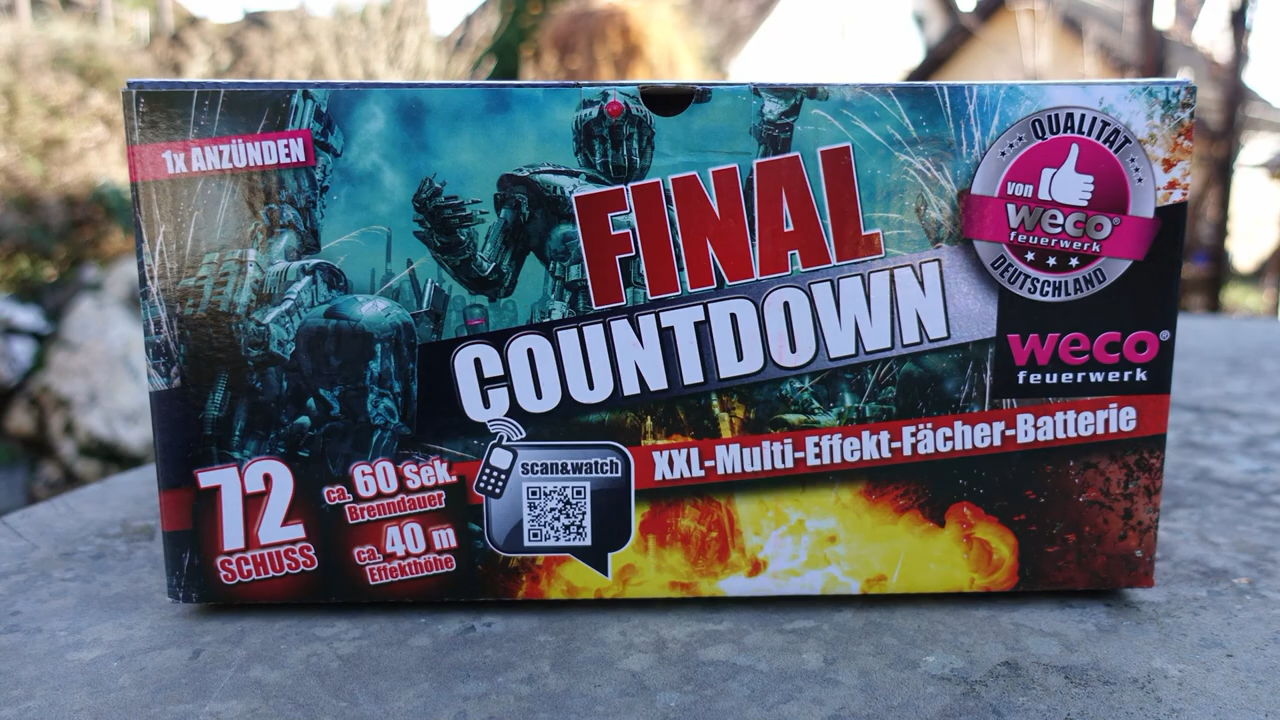 1x ANZÜNDEN
FINAL
COUNTDOWN
QUALITÄT
VON
weco®
feuerwerk
DEUTSCHLAND
weco®
feuerwerk
XXL-Multi-Effekt-Fächer-Batterie
72
SCHUSS
ca. 60 Sek.
Brenndauer
ca. 40 m
Effekthöhe
scan&watch